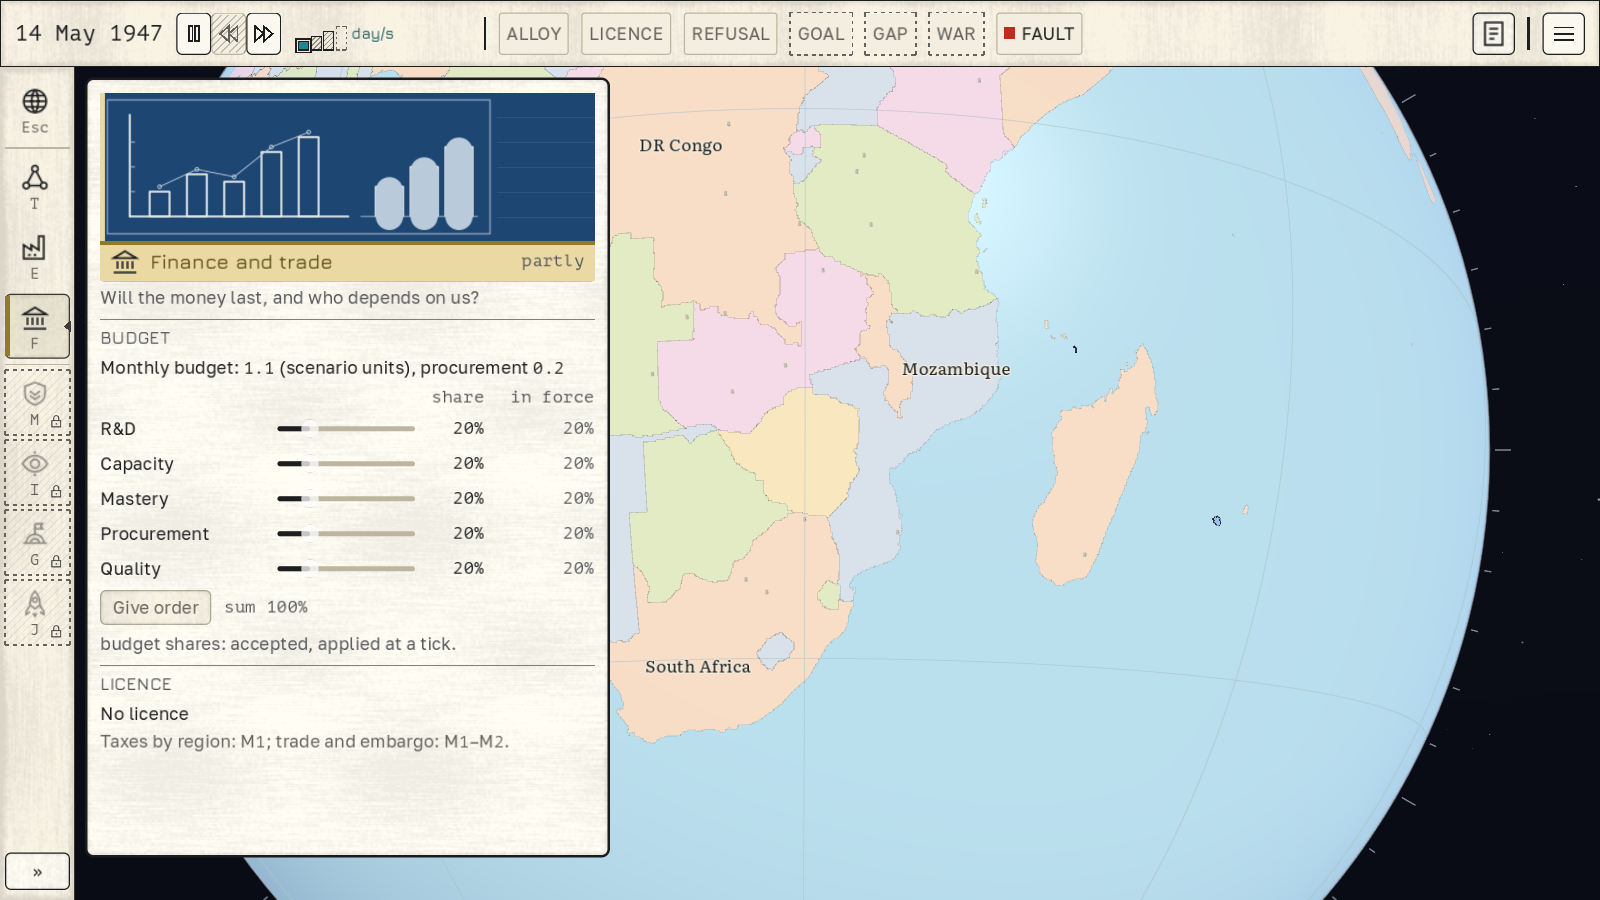 14 May 1947
day/s
ALLOY
LICENCE
REFUSAL
GOAL
GAP
WAR
FAULT
Esc
T
E
F
M
I
G
J
»
Finance and trade
partly
Will the money last, and who depends on us?
BUDGET
Monthly budget: 1.1 (scenario units), procurement 0.2
share in force
R&D 20% 20%
Capacity 20% 20%
Mastery 20% 20%
Procurement 20% 20%
Quality 20% 20%
Give order sum 100%
budget shares: accepted, applied at a tick.
LICENCE
No licence
Taxes by region: M1; trade and embargo: M1–M2.
DR Congo
Mozambique
South Africa